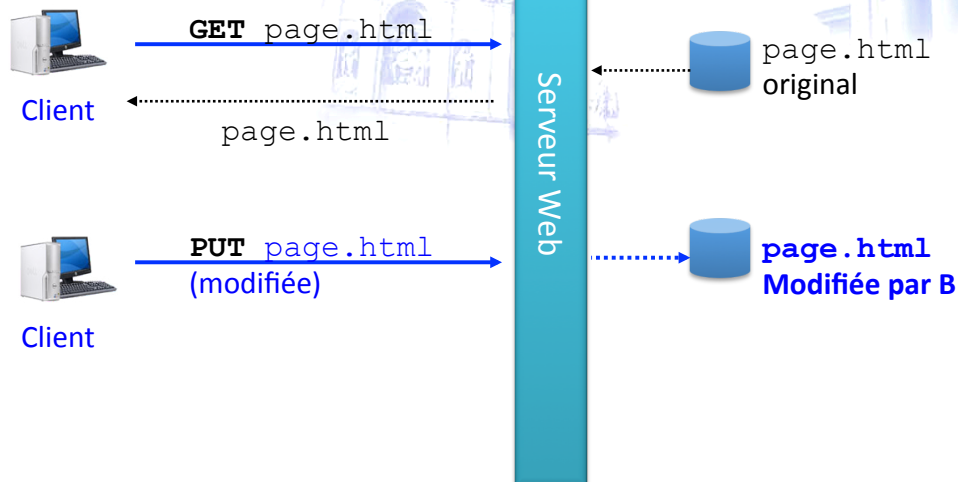 GET page.html
Client
page.html
page.html
original
Serveur Web
PUT page.html
(modifiée)
Client
page.html
Modifiée par B